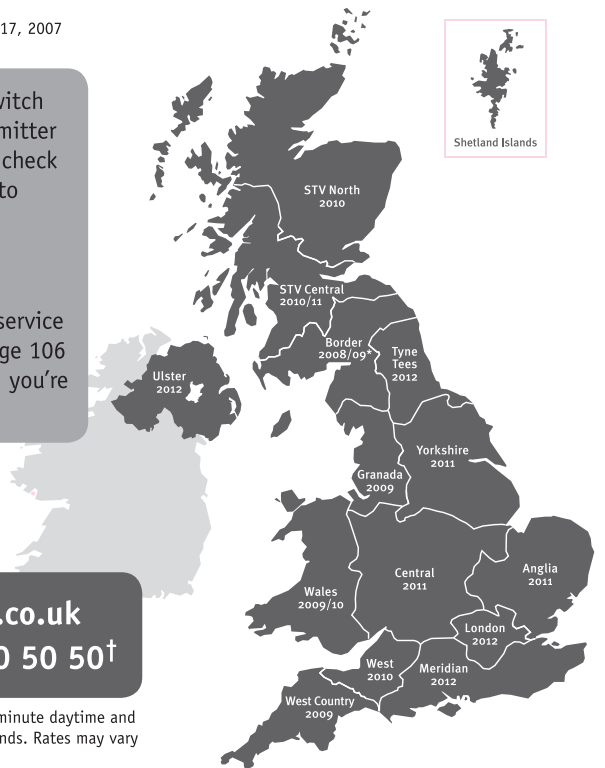 17, 2007
witch
mitter
check
to
service
ge 106
you're
.co.uk
0 50 50†
minute daytime and
nds. Rates may vary
Shetland Islands
STV North
2010
STV Central
2010/11
Border
2008/09*
Tyne
Tees
2012
Ulster
2012
Yorkshire
2011
Granada
2009
Wales
2009/10
Central
2011
Anglia
2011
London
2012
West
2010
Meridian
2012
West Country
2009